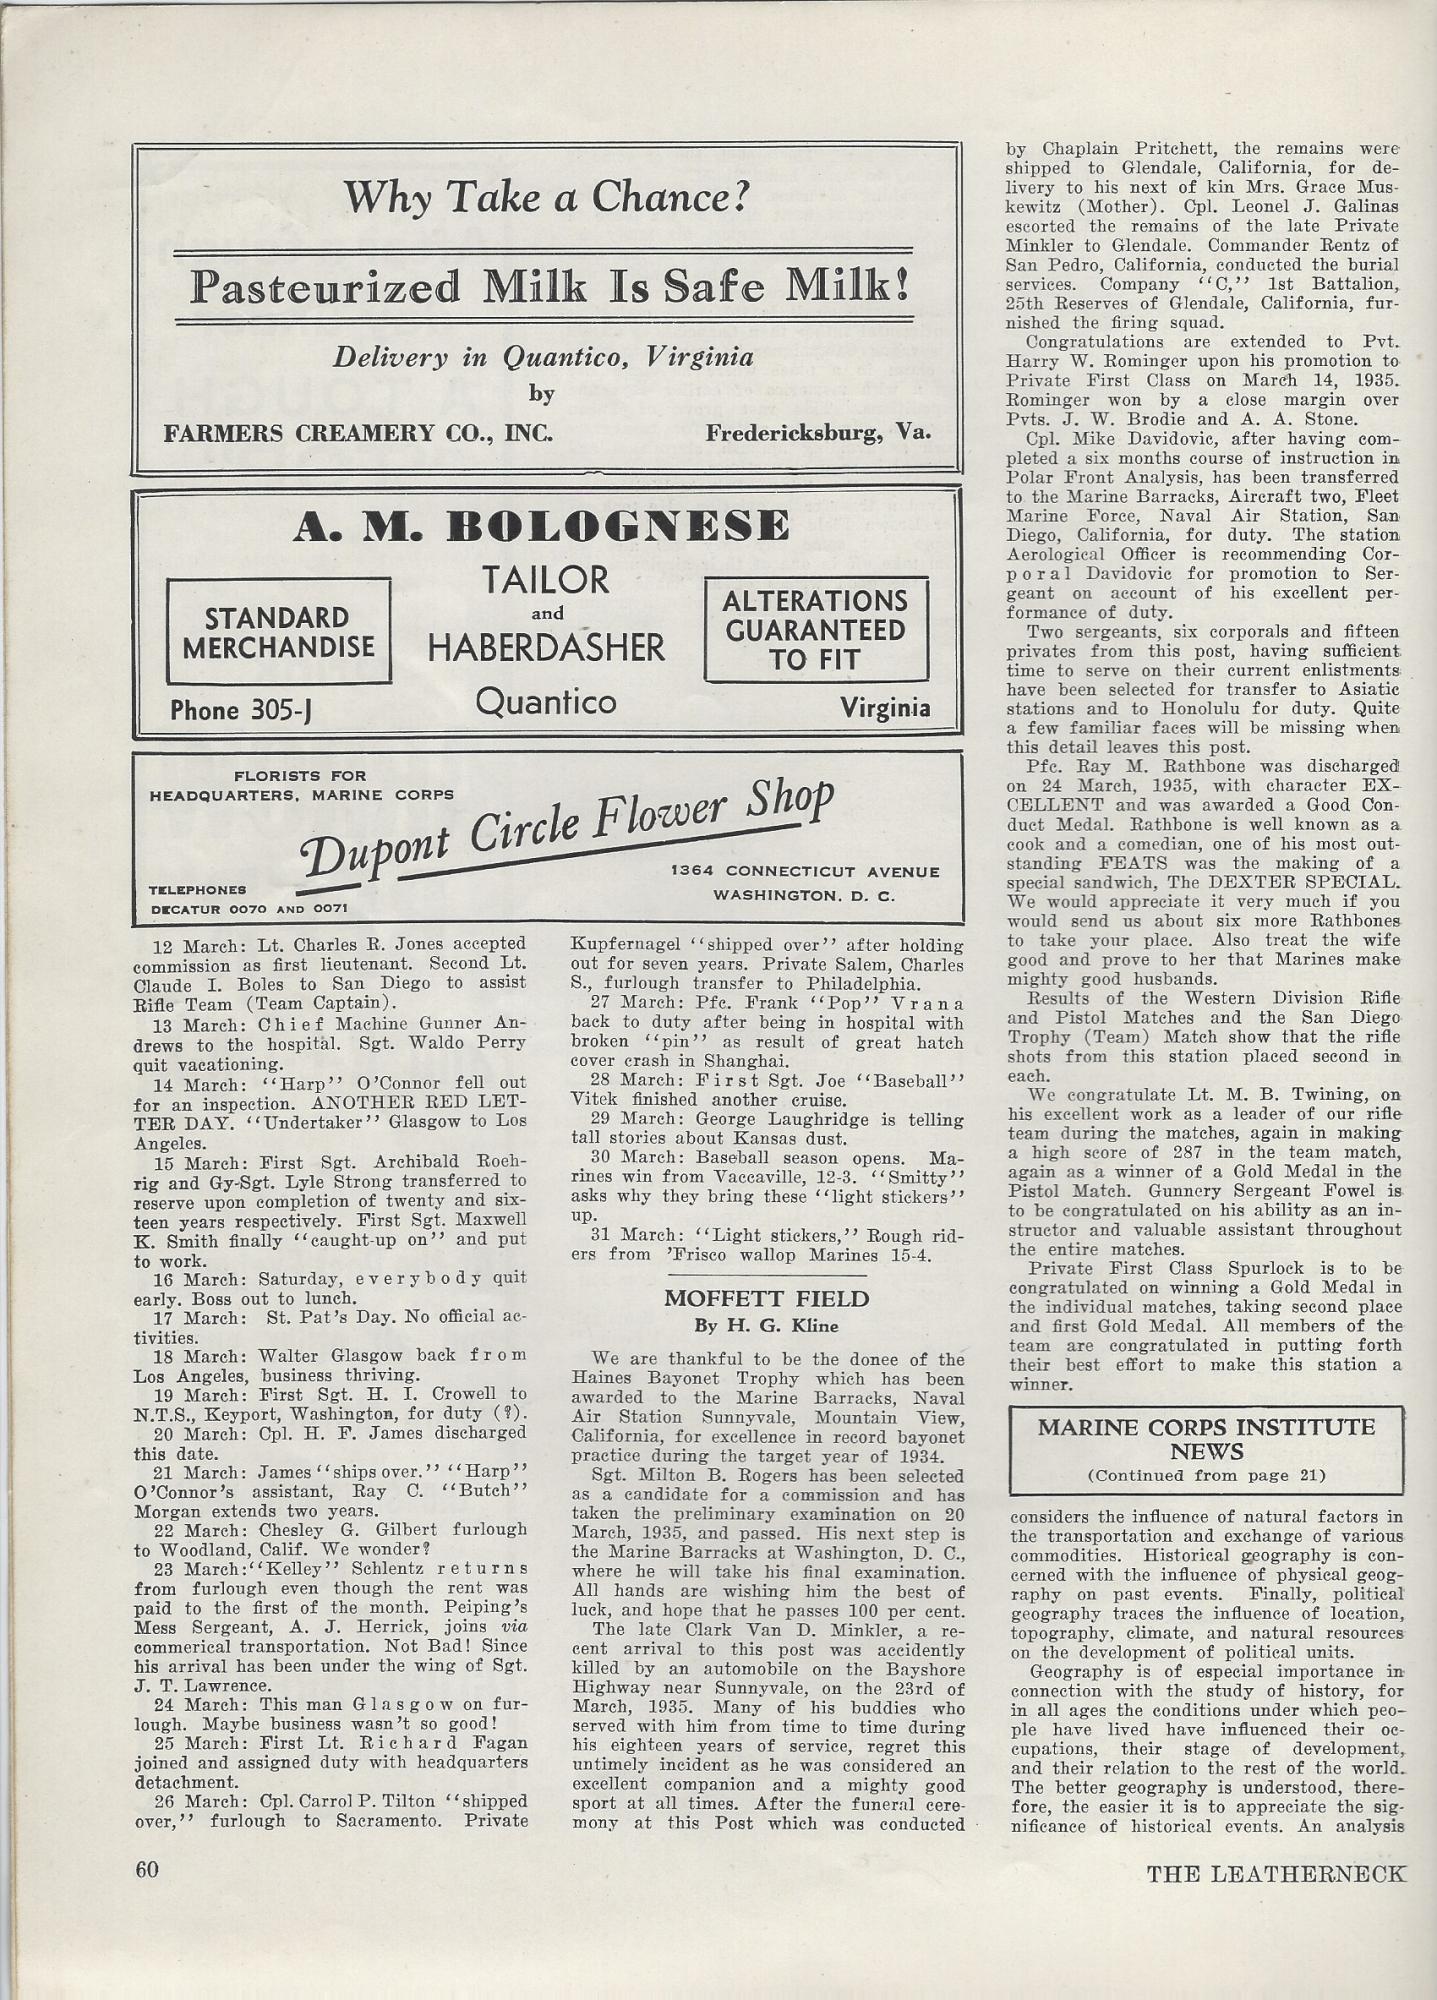 Why Take a Chance?
Pasteurized Milk Is Safe Milk!
Delivery in Quantico, Virginia
by
FARMERS CREAMERY CO., INC. Fredericksburg, Va.
A. M. BOLOGNESE
TAILOR
and
HABERDASHER
STANDARD
MERCHANDISE
ALTERATIONS
GUARANTEED
TO FIT
Phone 305-J Quantico Virginia
FLORISTS FOR
HEADQUARTERS, MARINE CORPS
Dupont Circle Flower Shop
TELEPHONES
DECATUR 0070 AND 0071
1364 CONNECTICUT AVENUE
WASHINGTON, D. C.
12 March: Lt. Charles R. Jones accepted
commission as first lieutenant. Second Lt.
Claude I. Boles to San Diego to assist
Rifle Team (Team Captain).
13 March: Chief Machine Gunner An-
drews to the hospital. Sgt. Waldo Perry
quit vacationing.
14 March: "Harp" O'Connor fell out
for an inspection. ANOTHER RED LET-
TER DAY. "Undertaker" Glasgow to Los
Angeles.
15 March: First Sgt. Archibald Roeh-
rig and Gy-Sgt. Lyle Strong transferred to
reserve upon completion of twenty and six-
teen years respectively. First Sgt. Maxwell
K. Smith finally "caught-up on" and put
to work.
16 March: Saturday, everybody quit
early. Boss out to lunch.
17 March: St. Pat's Day. No official ac-
tivities.
18 March: Walter Glasgow back from
Los Angeles, business thriving.
19 March: First Sgt. H. I. Crowell to
N.T.S., Keyport, Washington, for duty (?).
20 March: Cpl. H. F. James discharged
this date.
21 March: James "ships over." "Harp"
O'Connor's assistant, Ray C. "Butch"
Morgan extends two years.
22 March: Chesley G. Gilbert furlough
to Woodland, Calif. We wonder?
23 March: "Kelley" Schlentz returns
from furlough even though the rent was
paid to the first of the month. Peiping's
Mess Sergeant, A. J. Herrick, joins via
commerical transportation. Not Bad! Since
his arrival has been under the wing of Sgt.
J. T. Lawrence.
24 March: This man Glasgow on fur-
lough. Maybe business wasn't so good!
25 March: First Lt. Richard Fagan
joined and assigned duty with headquarters
detachment.
26 March: Cpl. Carrol P. Tilton "shipped
over," furlough to Sacramento. Private
Kupfernagel "shipped over" after holding
out for seven years. Private Salem, Charles
S., furlough transfer to Philadelphia.
27 March: Pfc. Frank "Pop" Vrana
back to duty after being in hospital with
broken "pin" as result of great hatch
cover crash in Shanghai.
28 March: First Sgt. Joe "Baseball"
Vitek finished another cruise.
29 March: George Laughridge is telling
tall stories about Kansas dust.
30 March: Baseball season opens. Ma-
rines win from Vaccaville, 12-3. "Smitty"
asks why they bring these "light stickers"
up.
31 March: "Light stickers," Rough rid-
ers from 'Frisco wallop Marines 15-4.
MOFFETT FIELD
By H. G. Kline
We are thankful to be the donee of the
Haines Bayonet Trophy which has been
awarded to the Marine Barracks, Naval
Air Station Sunnyvale, Mountain View,
California, for excellence in record bayonet
practice during the target year of 1934.
Sgt. Milton B. Rogers has been selected
as a candidate for a commission and has
taken the preliminary examination on 20
March, 1935, and passed. His next step is
the Marine Barracks at Washington, D. C.,
where he will take his final examination.
All hands are wishing him the best of
luck, and hope that he passes 100 per cent.
The late Clark Van D. Minkler, a re-
cent arrival to this post was accidently
killed by an automobile on the Bayshore
Highway near Sunnyvale, on the 23rd of
March, 1935. Many of his buddies who
served with him from time to time during
his eighteen years of service, regret this
untimely incident as he was considered an
excellent companion and a mighty good
sport at all times. After the funeral cere-
mony at this Post which was conducted
by Chaplain Pritchett, the remains were
shipped to Glendale, California, for de-
livery to his next of kin Mrs. Grace Mus-
kewitz (Mother). Cpl. Leonel J. Galinas
escorted the remains of the late Private
Minkler to Glendale. Commander Rentz of
San Pedro, California, conducted the burial
services. Company "C," 1st Battalion,
25th Reserves of Glendale, California, fur-
nished the firing squad.
Congratulations are extended to Pvt.
Harry W. Rominger upon his promotion to
Private First Class on March 14, 1935.
Rominger won by a close margin over
Pvts. J. W. Brodie and A. A. Stone.
Cpl. Mike Davidovic, after having com-
pleted a six months course of instruction in
Polar Front Analysis, has been transferred
to the Marine Barracks, Aircraft two, Fleet
Marine Force, Naval Air Station, San
Diego, California, for duty. The station
Aerological Officer is recommending Cor-
poral Davidovic for promotion to Ser-
geant on account of his excellent per-
formance of duty.
Two sergeants, six corporals and fifteen
privates from this post, having sufficient
time to serve on their current enlistments
have been selected for transfer to Asiatic
stations and to Honolulu for duty. Quite
a few familiar faces will be missing when
this detail leaves this post.
Pfc. Ray M. Rathbone was discharged
on 24 March, 1935, with character EX-
CELLENT and was awarded a Good Con-
duct Medal. Rathbone is well known as a
cook and a comedian, one of his most out-
standing FEATS was the making of a
special sandwich, The DEXTER SPECIAL.
We would appreciate it very much if you
would send us about six more Rathbones
to take your place. Also treat the wife
good and prove to her that Marines make
mighty good husbands.
Results of the Western Division Rifle
and Pistol Matches and the San Diego
Trophy (Team) Match show that the rifle
shots from this station placed second in
each.
We congratulate Lt. M. B. Twining, on
his excellent work as a leader of our rifle
team during the matches, again in making
a high score of 287 in the team match,
again as a winner of a Gold Medal in the
Pistol Match. Gunnery Sergeant Fowel is
to be congratulated on his ability as an in-
structor and valuable assistant throughout
the entire matches.
Private First Class Spurlock is to be
congratulated on winning a Gold Medal in
the individual matches, taking second place
and first Gold Medal. All members of the
team are congratulated in putting forth
their best effort to make this station a
winner.
MARINE CORPS INSTITUTE
NEWS
(Continued from page 21)
considers the influence of natural factors in
the transportation and exchange of various
commodities. Historical geography is con-
cerned with the influence of physical geog-
raphy on past events. Finally, political
geography traces the influence of location,
topography, climate, and natural resources
on the development of political units.
Geography is of especial importance in
connection with the study of history, for
in all ages the conditions under which peo-
ple have lived have influenced their oc-
cupations, their stage of development,
and their relation to the rest of the world.
The better geography is understood, there-
fore, the easier it is to appreciate the sig-
nificance of historical events. An analysis
60
THE LEATHERNECK